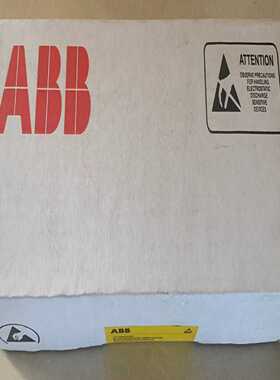 ABB
ATTENTION
OBSERVE PRECAUTIONS
FOR HANDLING
ELECTROSTATIC
DISCHARGE
SENSITIVE
DEVICES
ABB